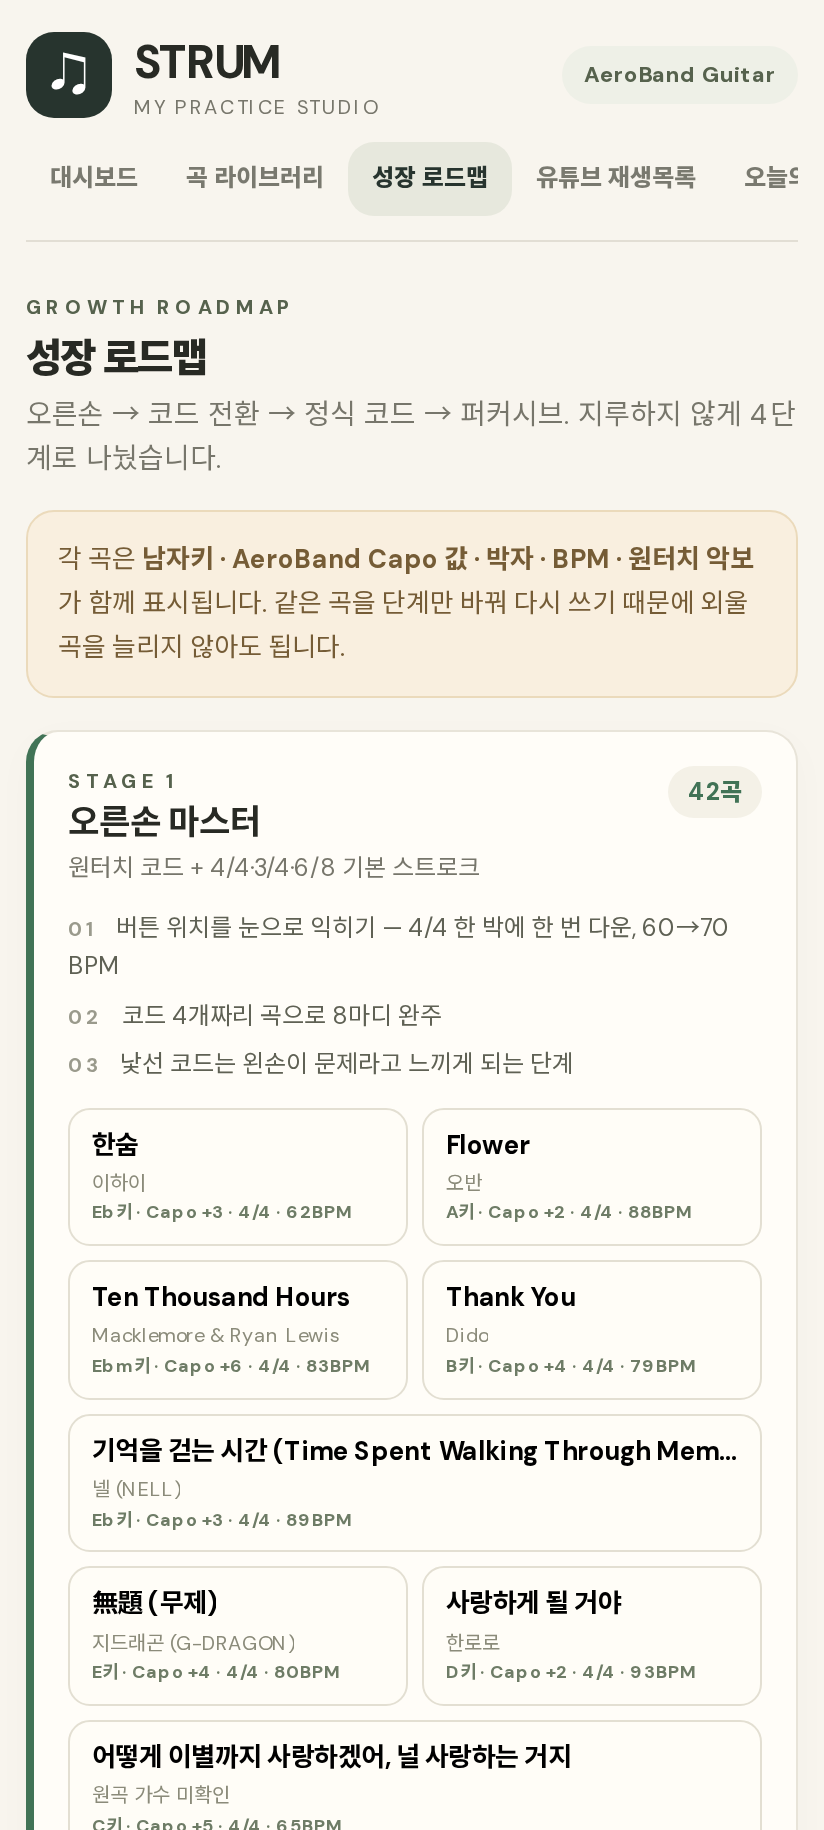 STRUM
MY PRACTICE STUDIO
AeroBand Guitar
대시보드 곡 라이브러리 성장 로드맵 유튜브 재생목록 오늘의
GROWTH ROADMAP
성장 로드맵
오른손 → 코드 전환 → 정식 코드 → 퍼커시브. 지루하지 않게 4단
계로 나눴습니다.
각 곡은 남자키 · AeroBand Capo 값 · 박자 · BPM · 원터치 악보
가 함께 표시됩니다. 같은 곡을 단계만 바꿔 다시 쓰기 때문에 외울
곡을 늘리지 않아도 됩니다.
STAGE 1
42곡
오른손 마스터
원터치 코드 + 4/4·3/4·6/8 기본 스트로크
01 버튼 위치를 눈으로 익히기 — 4/4 한 박에 한 번 다운, 60→70
BPM
02 코드 4개짜리 곡으로 8마디 완주
03 낯선 코드는 왼손이 문제라고 느끼게 되는 단계
한숨
이하이
Eb키 · Capo +3 · 4/4 · 62BPM
Flower
오반
A키 · Capo +2 · 4/4 · 88BPM
Ten Thousand Hours
Macklemore & Ryan Lewis
Ebm키 · Capo +6 · 4/4 · 83BPM
Thank You
Dido
B키 · Capo +4 · 4/4 · 79BPM
기억을 걷는 시간 (Time Spent Walking Through Mem...
넬 (NELL)
Eb키 · Capo +3 · 4/4 · 89BPM
無題 (무제)
지드래곤 (G-DRAGON)
E키 · Capo +4 · 4/4 · 80BPM
사랑하게 될 거야
한로로
D키 · Capo +2 · 4/4 · 93BPM
어떻게 이별까지 사랑하겠어, 널 사랑하는 거지
원곡 가수 미확인
C키 · Capo +5 · 4/4 · 65BPM